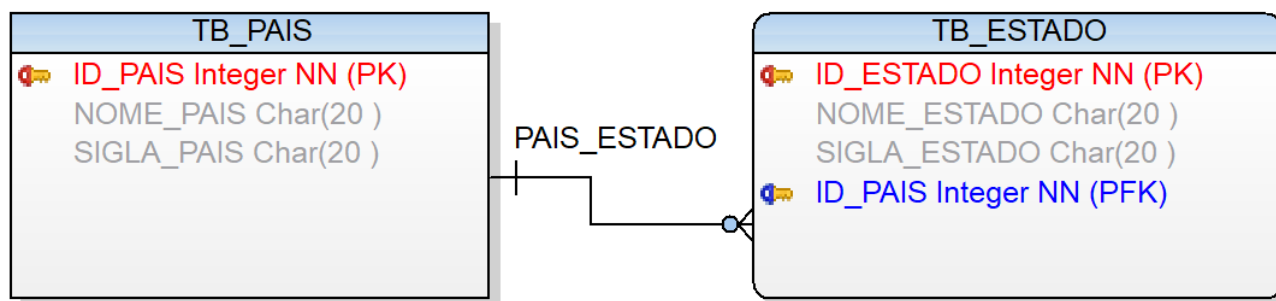 TB_PAIS
ID_PAIS Integer NN (PK)
NOME_PAIS Char(20 )
SIGLA_PAIS Char(20 )
PAIS_ESTADO
TB_ESTADO
ID_ESTADO Integer NN (PK)
NOME_ESTADO Char(20 )
SIGLA_ESTADO Char(20 )
ID_PAIS Integer NN (PFK)